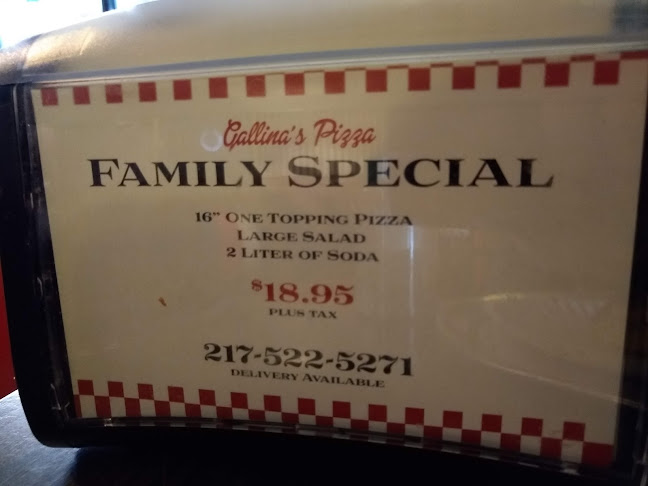 Gallina's Pizza
FAMILY SPECIAL
16" ONE TOPPING PIZZA
LARGE SALAD
2 LITER OF SODA
$18.95
PLUS TAX
217-522-5271
DELIVERY AVAILABLE